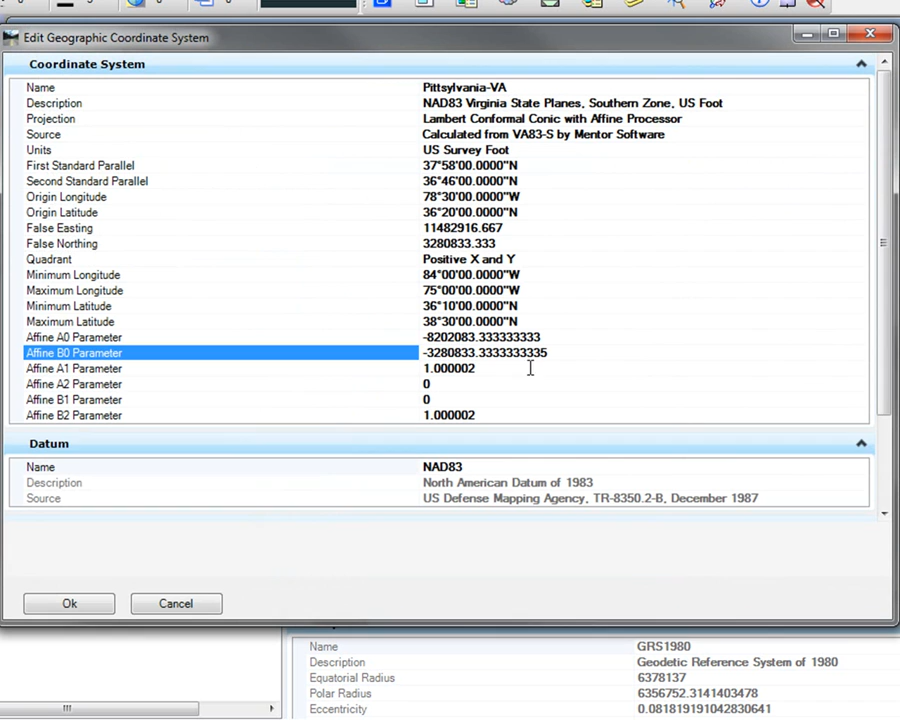 Edit Geographic Coordinate System
Coordinate System
Name Pittsylvania-VA
Description NAD83 Virginia State Planes, Southern Zone, US Foot
Projection Lambert Conformal Conic with Affine Processor
Source Calculated from VA83-S by Mentor Software
Units US Survey Foot
First Standard Parallel 37°58'00.0000"N
Second Standard Parallel 36°46'00.0000"N
Origin Longitude 78°30'00.0000"W
Origin Latitude 36°20'00.0000"N
False Easting 11482916.667
False Northing 3280833.333
Quadrant Positive X and Y
Minimum Longitude 84°00'00.0000"W
Maximum Longitude 75°00'00.0000"W
Minimum Latitude 36°10'00.0000"N
Maximum Latitude 38°30'00.0000"N
Affine A0 Parameter -8202083.333333333
Affine B0 Parameter -3280833.3333333335
Affine A1 Parameter 1.000002
Affine A2 Parameter 0
Affine B1 Parameter 0
Affine B2 Parameter 1.000002
Datum
Name NAD83
Description North American Datum of 1983
Source US Defense Mapping Agency, TR-8350.2-B, December 1987
Ok Cancel
Name GRS1980
Description Geodetic Reference System of 1980
Equatorial Radius 6378137
Polar Radius 6356752.3141403478
Eccentricity 0.081819191042830641